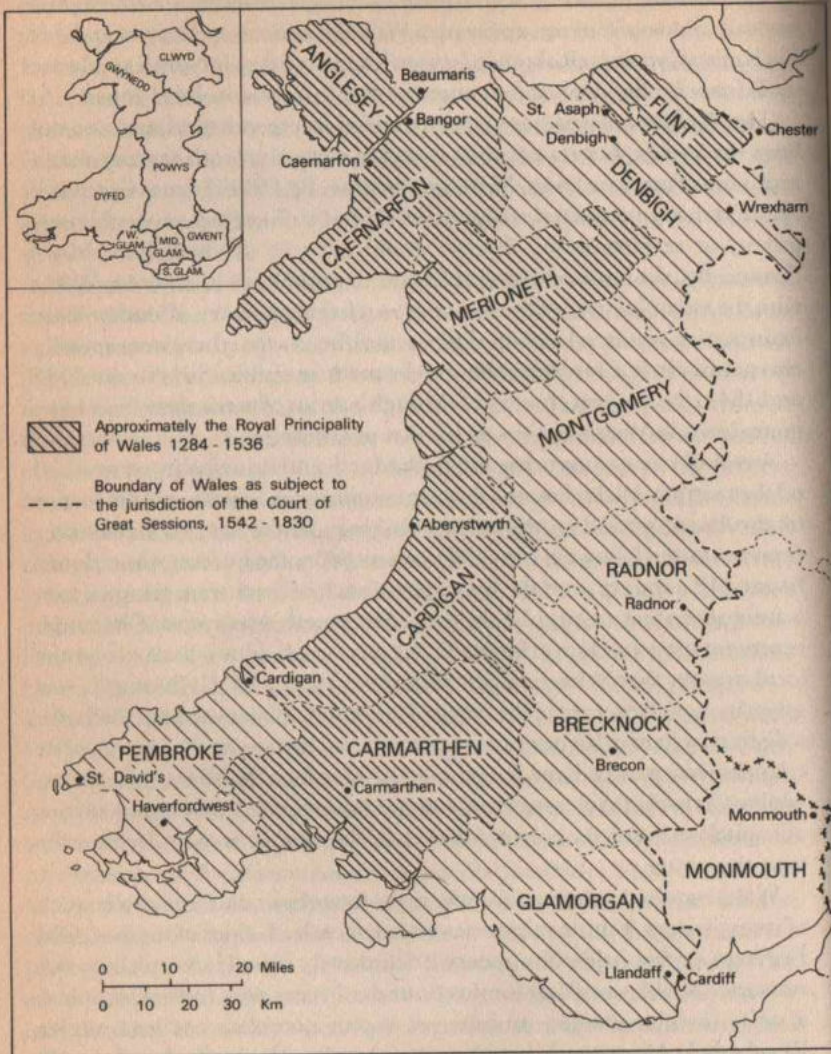 CLWYD
GWYNEDD
POWYS
DYFED
W.
GLAM.
MID.
GLAM.
GWENT
S. GLAM.
ANGLESEY
Beaumaris
Bangor
Caernarfon
CAERNARFON
St. Asaph
Denbigh
FLINT
Chester
DENBIGH
Wrexham
MERIONETH
MONTGOMERY
Approximately the Royal Principality
of Wales 1284 - 1536
Boundary of Wales as subject to
the jurisdiction of the Court of
Great Sessions, 1542 - 1830
Aberystwyth
RADNOR
Radnor
CARDIGAN
Cardigan
PEMBROKE
St. David's
Haverfordwest
CARMARTHEN
Carmarthen
BRECKNOCK
Brecon
Monmouth
MONMOUTH
GLAMORGAN
Llandaff
Cardiff
0 10 20 Miles
0 10 20 30 Km